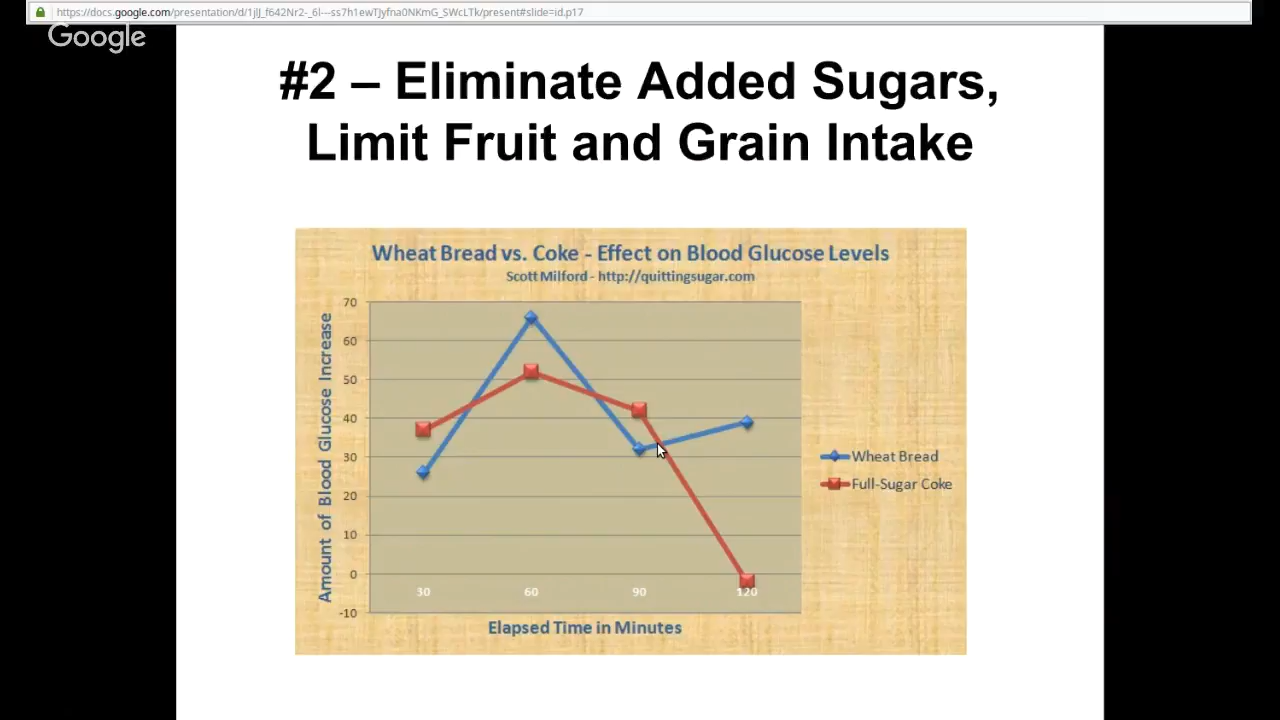 https://docs.google.com/presentation/d/1jlJ_f642Nr2-_6l---ss7h1ewTJyfna0NKmG_SWcLTk/present#slide=id.p17
Google
#2 – Eliminate Added Sugars,
Limit Fruit and Grain Intake
Wheat Bread vs. Coke - Effect on Blood Glucose Levels
Scott Milford - http://quittingsugar.com
Amount of Blood Glucose Increase
70
60
50
40
30
20
10
0
-10
30 60 90 120
Elapsed Time in Minutes
Wheat Bread
Full-Sugar Coke